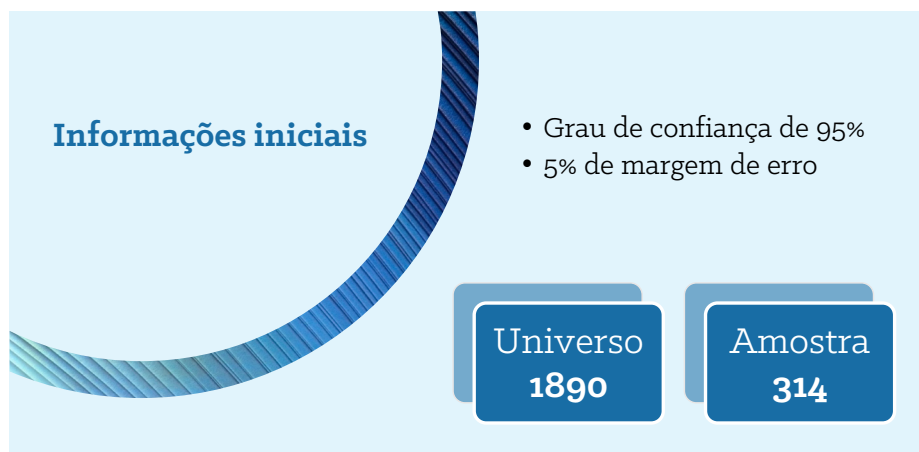 Informações iniciais
• Grau de confiança de 95%
• 5% de margem de erro
Universo
1890
Amostra
314